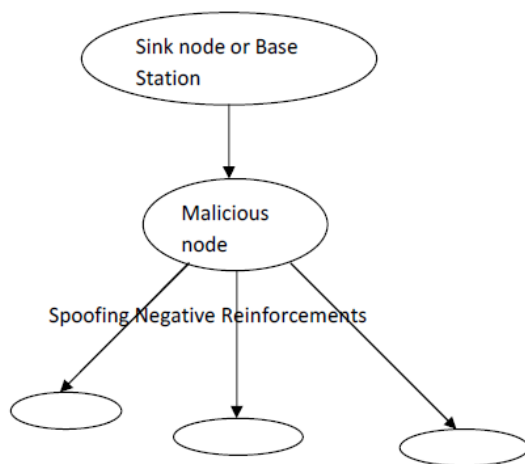 Sink node or Base
Station
Malicious
node
Spoofing Negative Reinforcements